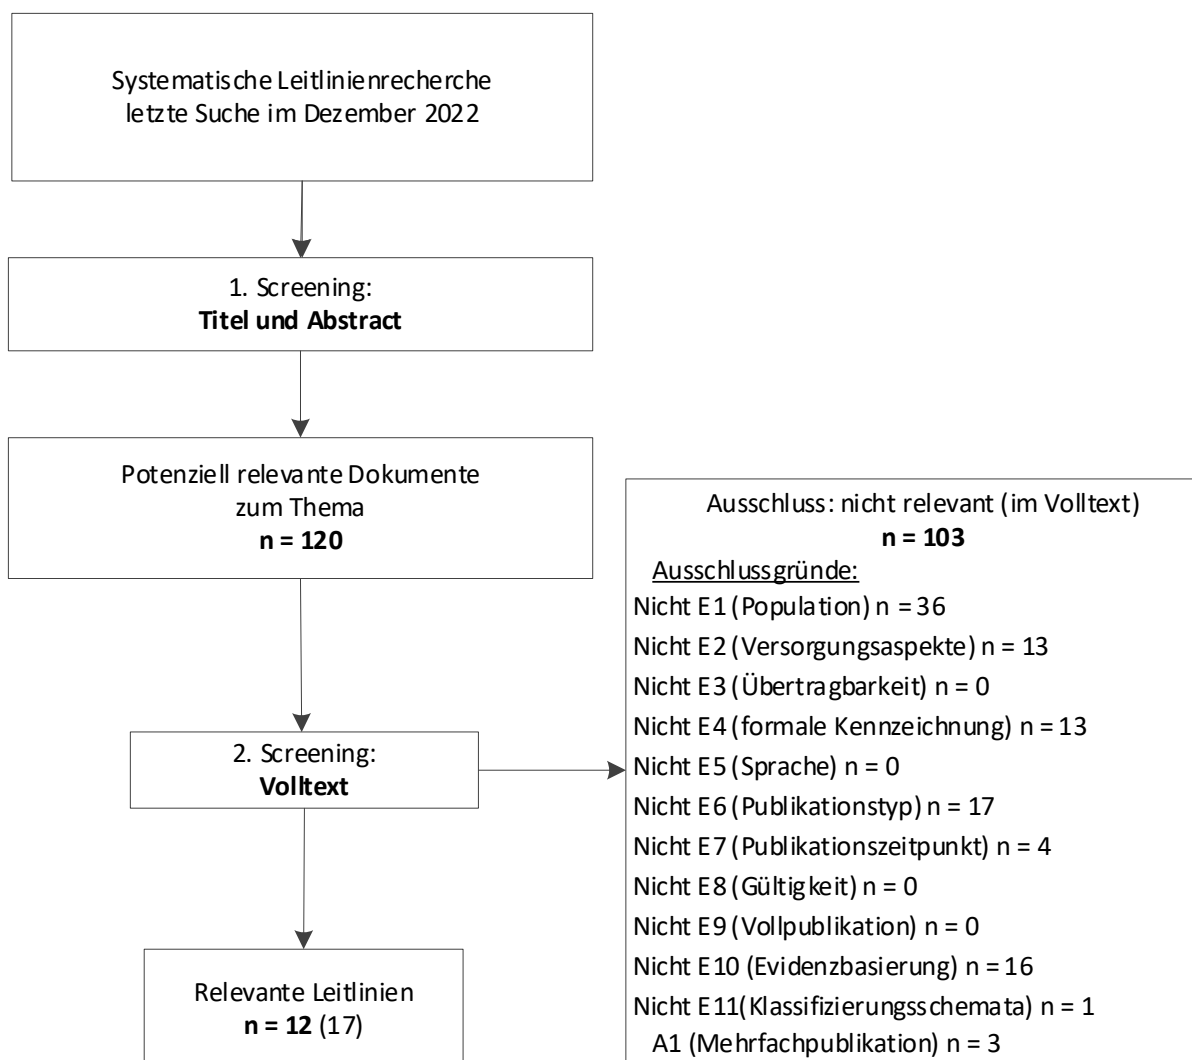 Systematische Leitlinienrecherche
letzte Suche im Dezember 2022
1. Screening:
Titel und Abstract
Potenziell relevante Dokumente
zum Thema
n = 120
2. Screening:
Volltext
Ausschluss: nicht relevant (im Volltext)
n = 103
Ausschlussgründe:
Nicht E1 (Population) n = 36
Nicht E2 (Versorgungsaspekte) n = 13
Nicht E3 (Übertragbarkeit) n = 0
Nicht E4 (formale Kennzeichnung) n = 13
Nicht E5 (Sprache) n = 0
Nicht E6 (Publikationstyp) n = 17
Nicht E7 (Publikationszeitpunkt) n = 4
Nicht E8 (Gültigkeit) n = 0
Nicht E9 (Vollpublikation) n = 0
Nicht E10 (Evidenzbasierung) n = 16
Nicht E11(Klassifizierungsschemata) n = 1
A1 (Mehrfachpublikation) n = 3
Relevante Leitlinien
n = 12 (17)